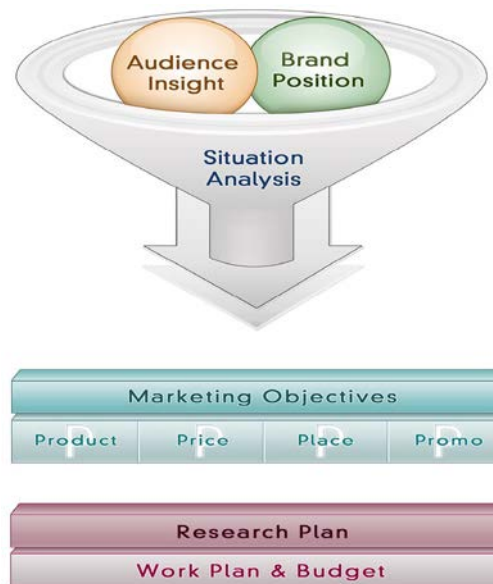 Audience
Insight
Brand
Position
Situation
Analysis
Marketing Objectives
Product Price Place Promo
P P P P
Research Plan
Work Plan & Budget